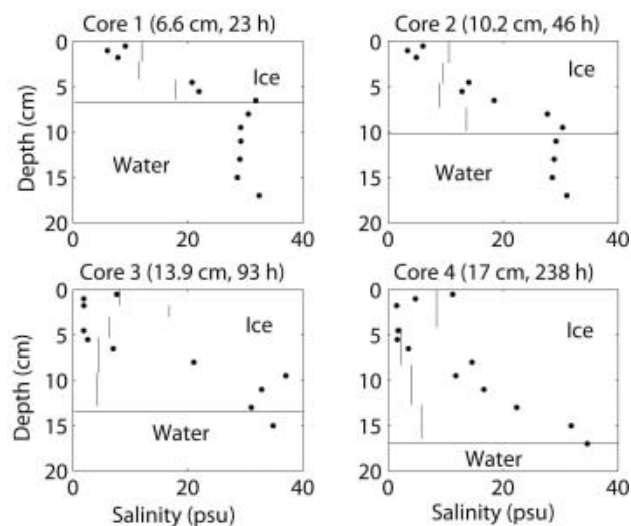 Core 1 (6.6 cm, 23 h)
Core 2 (10.2 cm, 46 h)
0
5
10
15
20
Depth (cm)
Ice
Water
0
20
40
0
5
10
15
20
Ice
Water
0
20
40
Core 3 (13.9 cm, 93 h)
Core 4 (17 cm, 238 h)
0
5
10
15
20
Depth (cm)
Ice
Water
0
20
40
Salinity (psu)
0
5
10
15
20
Ice
Water
0
20
40
Salinity (psu)